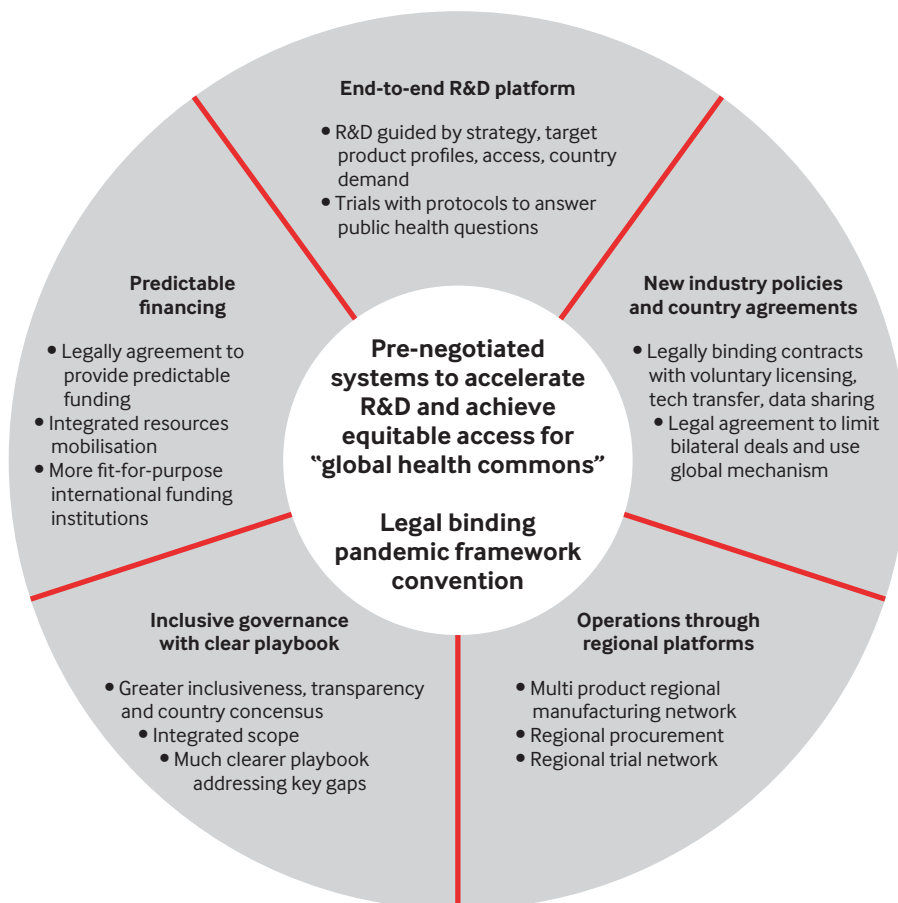 End-to-end R&D platform
• R&D guided by strategy, target
product profiles, access, country
demand
• Trials with protocols to answer
public health questions
New industry policies
and country agreements
• Legally binding contracts
with voluntary licensing,
tech transfer, data sharing
• Legal agreement to limit
bilateral deals and use
global mechanism
Operations through
regional platforms
• Multi product regional
manufacturing network
• Regional procurement
• Regional trial network
Inclusive governance
with clear playbook
• Greater inclusiveness, transparency
and country concensus
• Integrated scope
• Much clearer playbook
addressing key gaps
Predictable
financing
• Legally agreement to
provide predictable
funding
• Integrated resources
mobilisation
• More fit-for-purpose
international funding
institutions
Pre-negotiated
systems to accelerate
R&D and achieve
equitable access for
"global health commons"
Legal binding
pandemic framework
convention